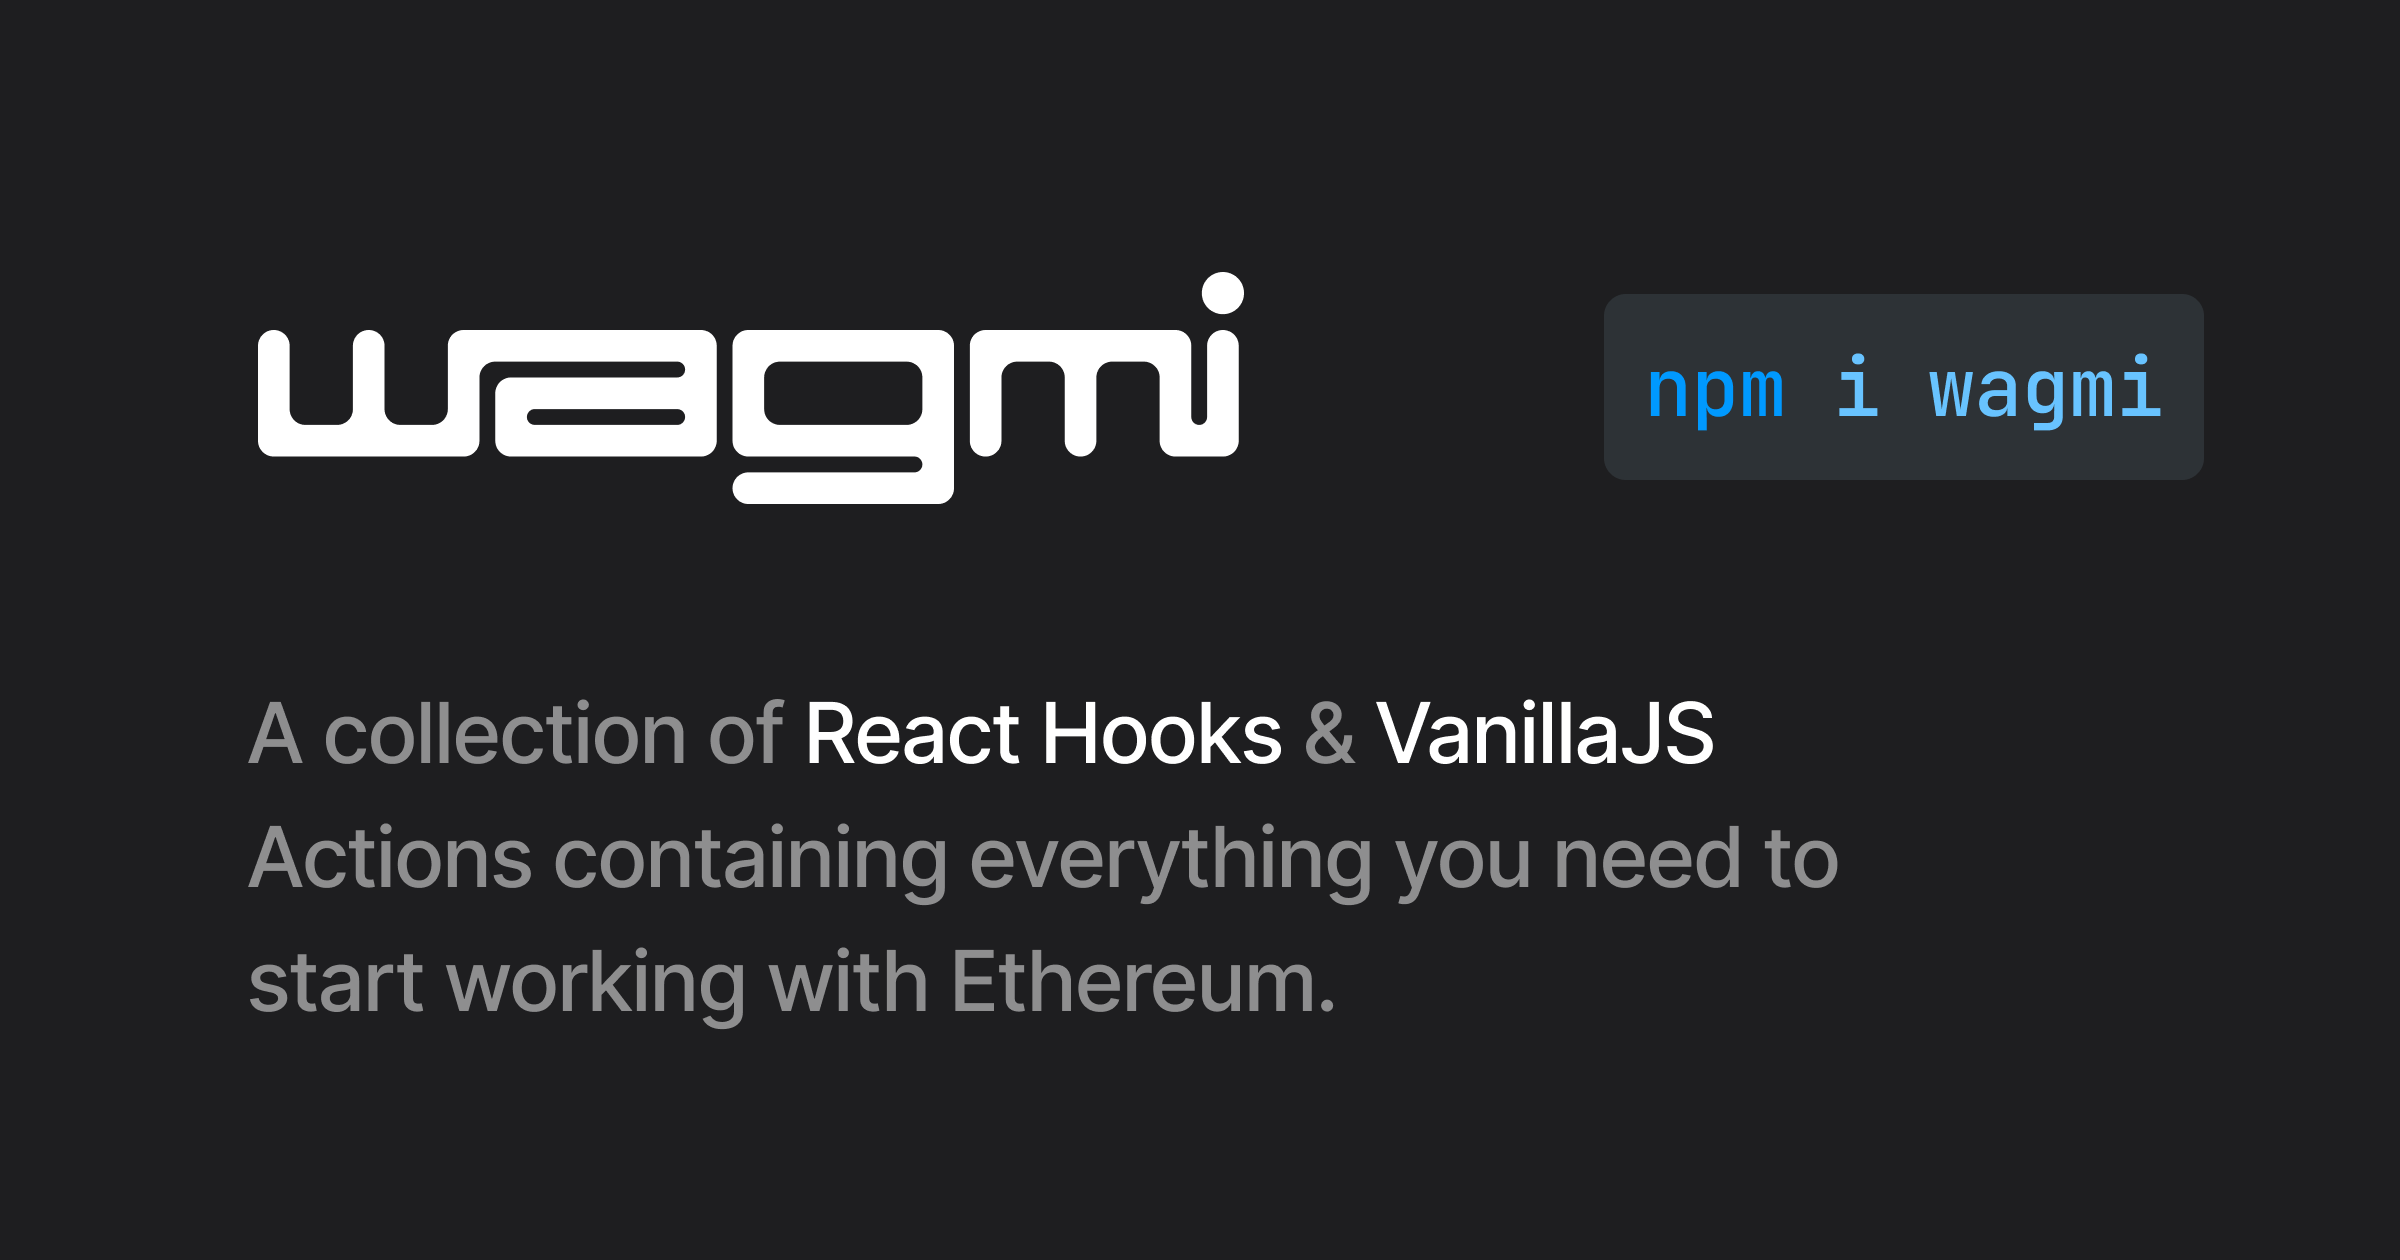 wagmi
npm i wagmi
A collection of React Hooks & VanillaJS
Actions containing everything you need to
start working with Ethereum.